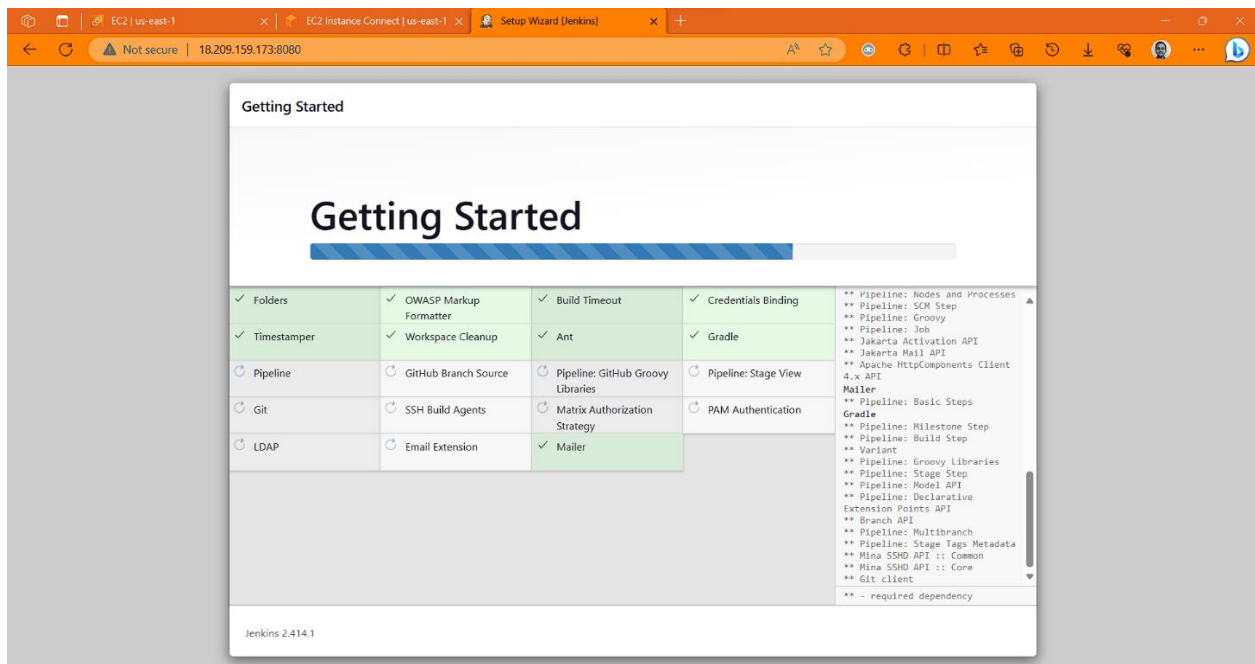 EC2 | us-east-1
EC2 Instance Connect | us-east-1
Setup Wizard [Jenkins]
Not secure | 18.209.159.173:8080
Getting Started
Getting Started
Folders
OWASP Markup
Formatter
Build Timeout
Credentials Binding
Timestamper
Workspace Cleanup
Ant
Gradle
Pipeline
GitHub Branch Source
Pipeline: GitHub Groovy
Libraries
Pipeline: Stage View
Git
SSH Build Agents
Matrix Authorization
Strategy
PAM Authentication
LDAP
Email Extension
Mailer
** Pipeline: Nodes and Processes
** Pipeline: SCM Step
** Pipeline: Groovy
** Pipeline: Job
** Jakarta Activation API
** Jakarta Mail API
** Apache HttpComponents Client
4.x API
Mailer
** Pipeline: Basic Steps
Gradle
** Pipeline: Milestone Step
** Pipeline: Build Step
** Variant
** Pipeline: Groovy Libraries
** Pipeline: Stage Step
** Pipeline: Model API
** Pipeline: Declarative
Extension Points API
** Branch API
** Pipeline: Multibranch
** Pipeline: Stage Tags Metadata
** Mina SSHD API :: Common
** Mina SSHD API :: Core
** Git client
** - required dependency
Jenkins 2.414.1